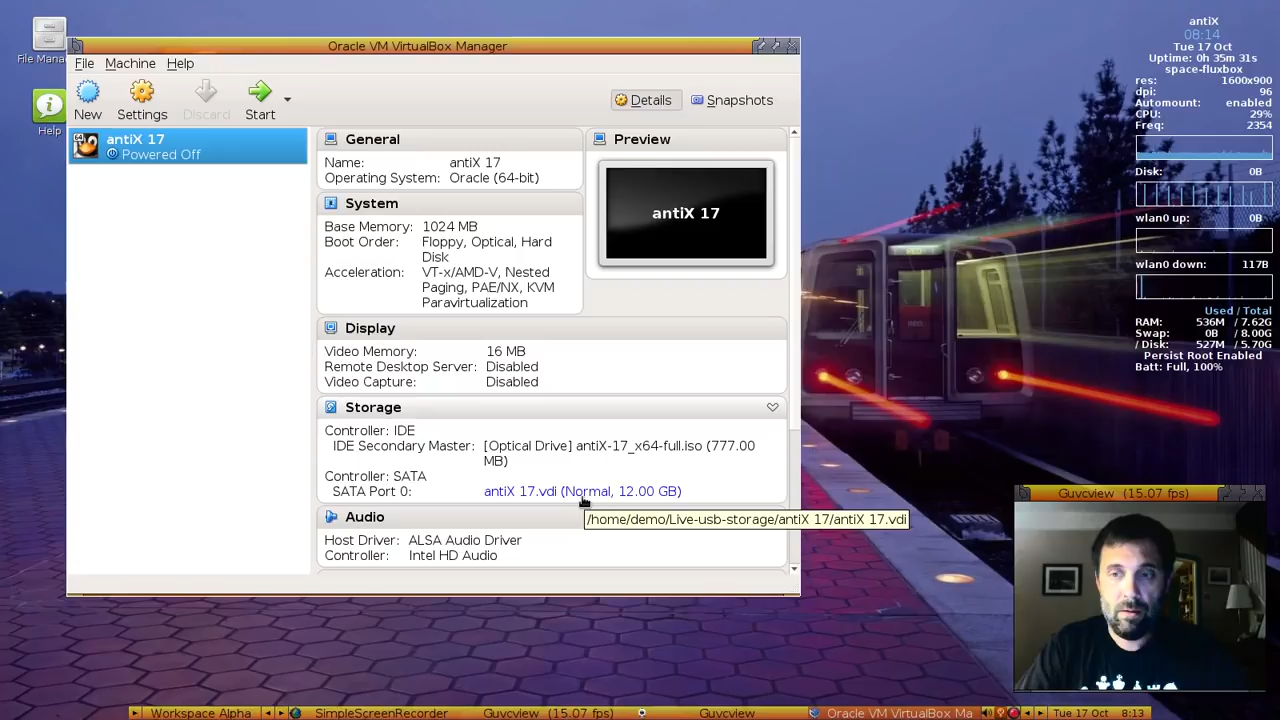 File Mana
Help
Oracle VM VirtualBox Manager
File Machine Help
New Settings Discard Start Details Snapshots
antiX 17
Powered Off
General
Name: antiX 17
Operating System: Oracle (64-bit)
System
Base Memory: 1024 MB
Boot Order: Floppy, Optical, Hard
Disk
Acceleration: VT-x/AMD-V, Nested
Paging, PAE/NX, KVM
Paravirtualization
Preview
antiX 17
Display
Video Memory: 16 MB
Remote Desktop Server: Disabled
Video Capture: Disabled
Storage
Controller: IDE
IDE Secondary Master: [Optical Drive] antiX-17_x64-full.iso (777.00
MB)
Controller: SATA
SATA Port 0: antiX 17.vdi (Normal, 12.00 GB)
/home/demo/Live-usb-storage/antiX 17/antiX 17.vdi
Audio
Host Driver: ALSA Audio Driver
Controller: Intel HD Audio
antiX
08:14
Tue 17 Oct
Uptime: 0h 35m 31s
space-fluxbox
res: 1600x900
dpi: 96
Automount: enabled
CPU: 29%
Freq: 2354
Disk: 0B
wlan0 up: 0B
wlan0 down: 117B
Used / Total
RAM: 536M / 7.62G
Swap: 0B / 8.00G
/ Disk: 527M / 5.70G
Persist Root Enabled
Batt: Full, 100%
Guvcview (15.07 fps)
Workspace Alpha SimpleScreenRecorder Guvcview (15.07 fps) Guvcview Oracle VM VirtualBox Ma Tue 17 Oct 8:13